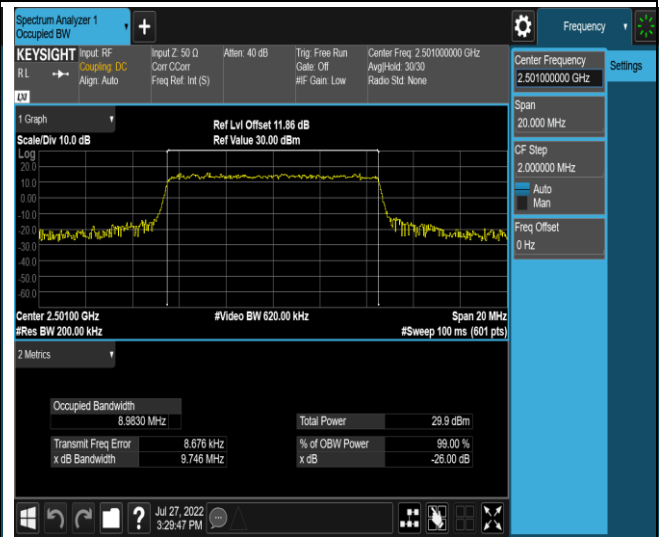 Spectrum Analyzer 1
Occupied BW
+
Frequency
KEYSIGHT Input: RF Input Z: 50 Ω Atten: 40 dB Trig: Free Run Center Freq: 2.501000000 GHz
RL Coupling: DC Corr CCorr Gate: Off Avg|Hold: 30/30
Align: Auto Freq Ref: Int (S) #IF Gain: Low Radio Std: None
LXI
Center Frequency
2.501000000 GHz
Settings
Span
20.000 MHz
CF Step
2.000000 MHz
Auto
Man
Freq Offset
0 Hz
1 Graph
Ref Lvl Offset 11.86 dB
Scale/Div 10.0 dB Ref Value 30.00 dBm
Log
20.0
10.0
0.00
-10.0
-20.0
-30.0
-40.0
-50.0
-60.0
Center 2.50100 GHz #Video BW 620.00 kHz Span 20 MHz
#Res BW 200.00 kHz #Sweep 100 ms (601 pts)
2 Metrics
Occupied Bandwidth
8.9830 MHz Total Power 29.9 dBm
Transmit Freq Error 8.676 kHz % of OBW Power 99.00 %
x dB Bandwidth 9.746 MHz x dB -26.00 dB
? Jul 27, 2022
3:29:47 PM